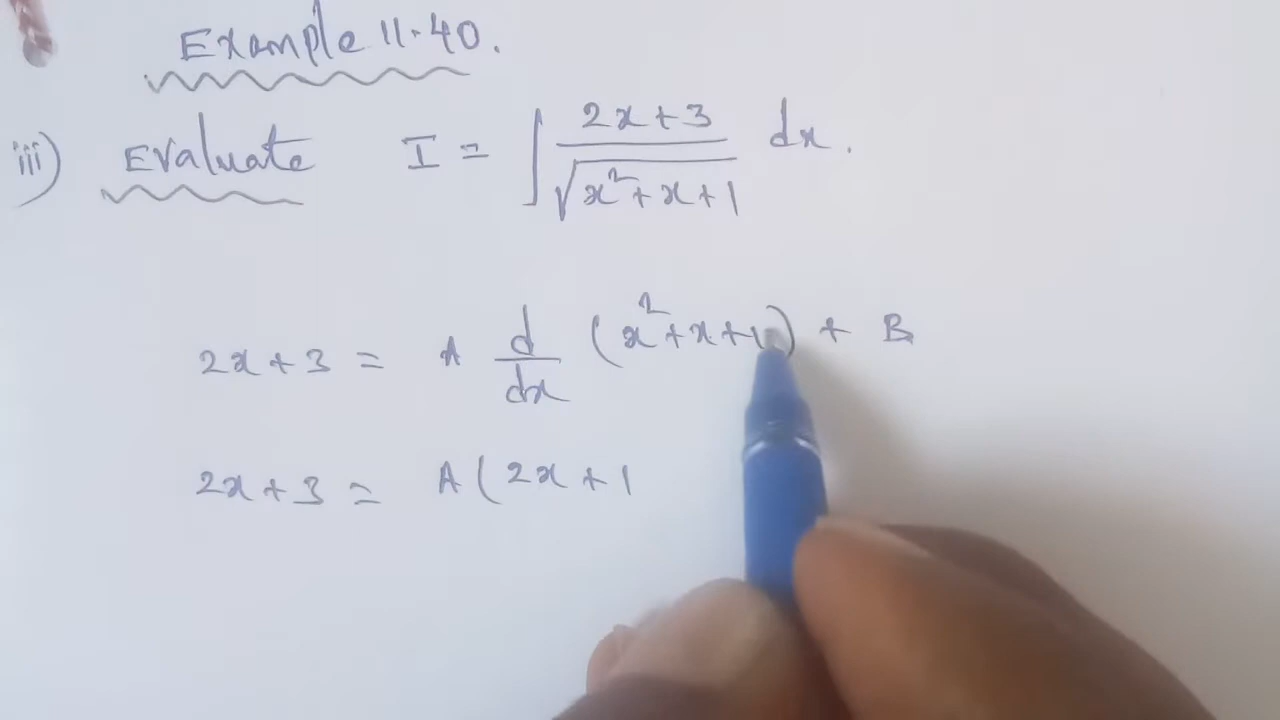 Example 11.40.
iii) Evaluate I = ∫ (2x+3)/√(x²+x+1) dx.
2x+3 = A d/dx (x²+x+1) + B
2x+3 = A(2x+1